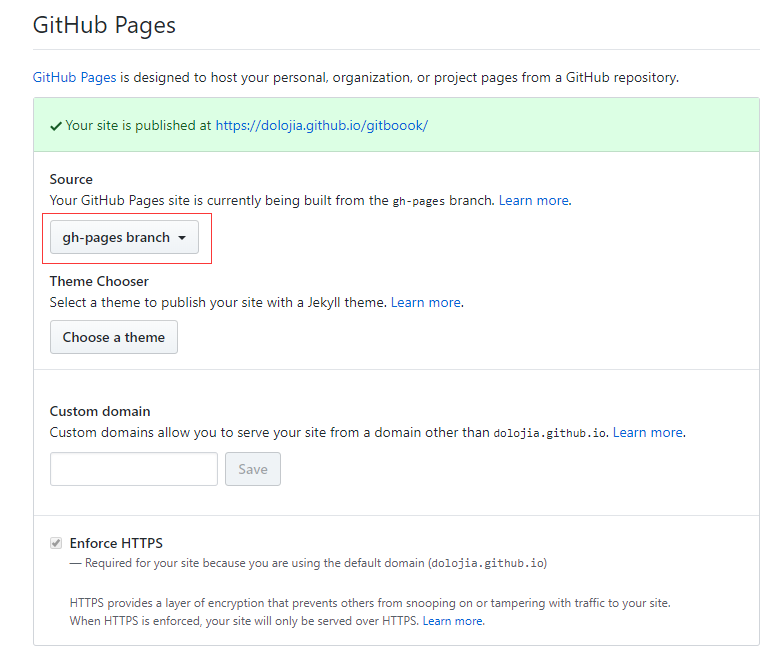 GitHub Pages
GitHub Pages is designed to host your personal, organization, or project pages from a GitHub repository.
Your site is published at https://dolojia.github.io/gitboook/
Source
Your GitHub Pages site is currently being built from the gh-pages branch. Learn more.
gh-pages branch
Theme Chooser
Select a theme to publish your site with a Jekyll theme. Learn more.
Choose a theme
Custom domain
Custom domains allow you to serve your site from a domain other than dolojia.github.io. Learn more.
Save
Enforce HTTPS
— Required for your site because you are using the default domain (dolojia.github.io)
HTTPS provides a layer of encryption that prevents others from snooping on or tampering with traffic to your site.
When HTTPS is enforced, your site will only be served over HTTPS. Learn more.